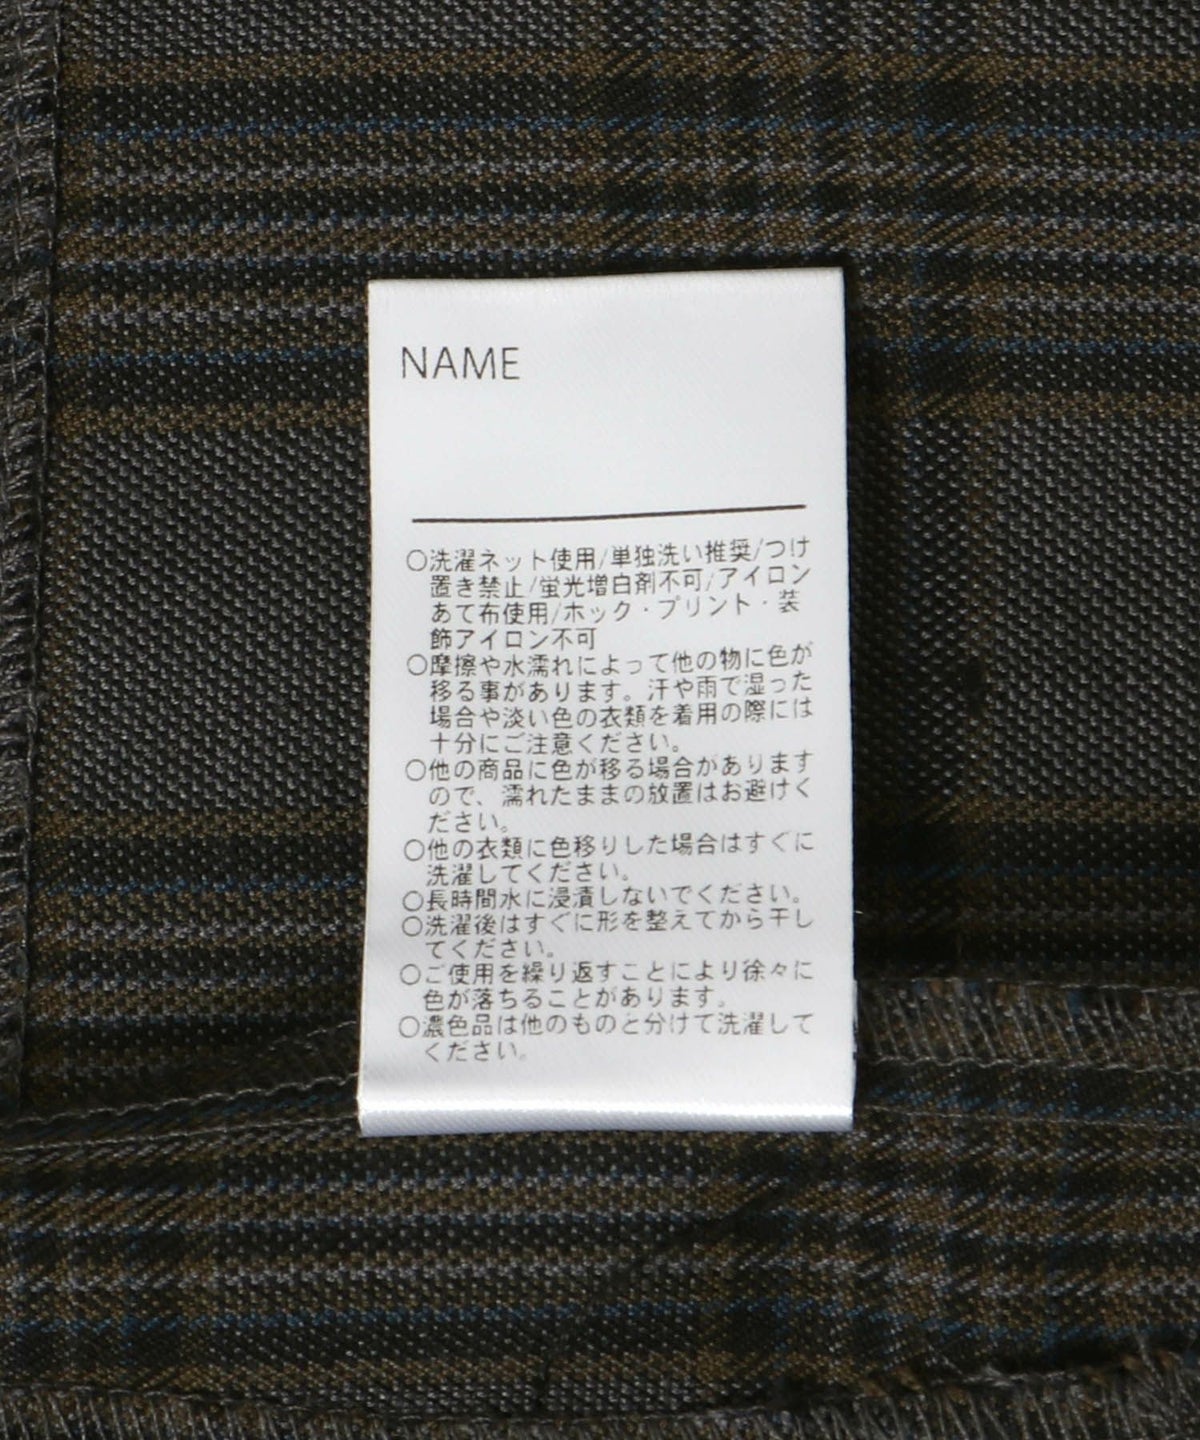 NAME
○洗濯ネット使用/単独洗い推奨/つけ
置き禁止/蛍光増白剤不可/アイロン
あて布使用/ホック・プリント・装
飾アイロン不可
○摩擦や水濡れによって他の物に色が
移る事があります。汗や雨で湿った
場合や淡い色の衣類を着用の際には
十分にご注意ください。
○他の商品に色が移る場合があります
ので、濡れたままの放置はお避けく
ださい。
○他の衣類に色移りした場合はすぐに
洗濯してください。
○長時間水に浸漬しないでください。
○洗濯後はすぐに形を整えてから干し
てください。
○ご使用を繰り返すことにより徐々に
色が落ちることがあります。
○濃色品は他のものと分けて洗濯して
ください。